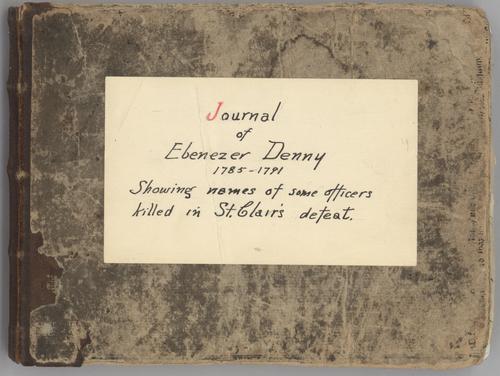 Journal
of
Ebenezer Denny
1785-1791
Showing names of some officers
killed in St. Clair's defeat.